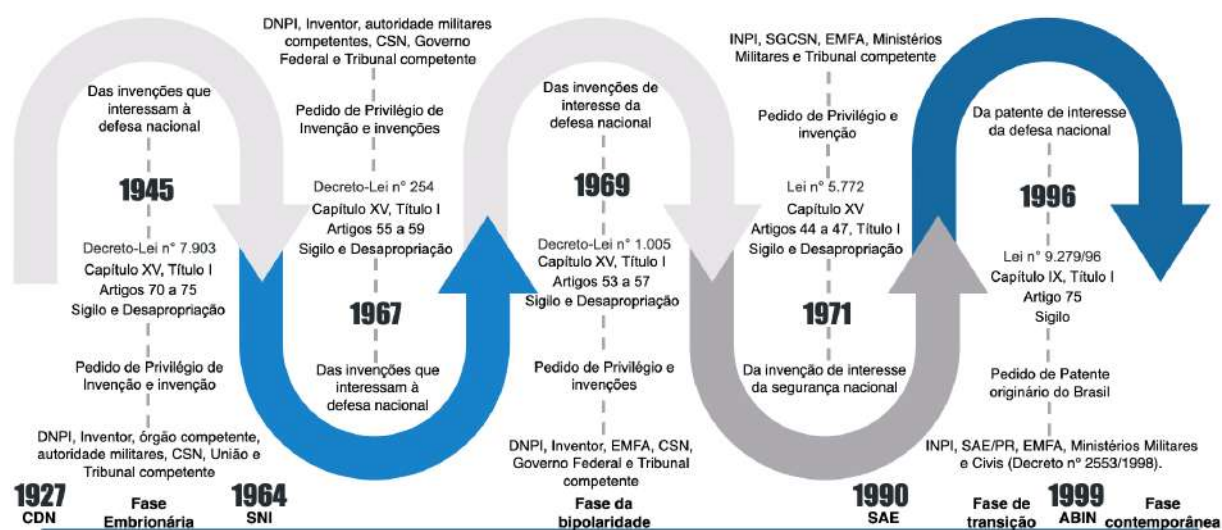 Das invenções que
interessam à
defesa nacional
1945
Decreto-Lei n° 7.903
Capítulo XV, Título I
Artigos 70 a 75
Sigilo e Desapropriação
Pedido de Privilégio de
Invenção e invenção
DNPI, Inventor, órgão competente,
autoridade militares, CSN, União e
Tribunal competente
DNPI, Inventor, autoridade militares
competentes, CSN, Governo
Federal e Tribunal competente
Pedido de Privilégio de
Invenção e invenções
Decreto-Lei n° 254
Capítulo XV, Título I
Artigos 55 a 59
Sigilo e Desapropriação
1967
Das invenções que
interessam à
defesa nacional
Das invenções de
interesse da
defesa nacional
1969
Decreto-Lei n° 1.005
Capítulo XV, Título I
Artigos 53 a 57
Sigilo e Desapropriação
Pedido de Privilégio e
invenções
DNPI, Inventor, EMFA, CSN,
Governo Federal e Tribunal
competente
INPI, SGCSN, EMFA, Ministérios
Militares e Tribunal competente
Pedido de Privilégio e
invenção
Lei n° 5.772
Capítulo XV
Artigos 44 a 47, Título I
Sigilo e Desapropriação
1971
Da invenção de interesse
da segurança nacional
Da patente de interesse
da defesa nacional
1996
Lei n° 9.279/96
Capítulo IX, Título I
Artigo 75
Sigilo
Pedido de Patente
originário do Brasil
INPI, SAE/PR, EMFA, Ministérios Militares
e Civis (Decreto nº 2553/1998).
1927
CDN
Fase
Embrionária
1964
SNI
Fase da
bipolaridade
1990
SAE
Fase de
transição
1999
ABIN
Fase
contemporânea